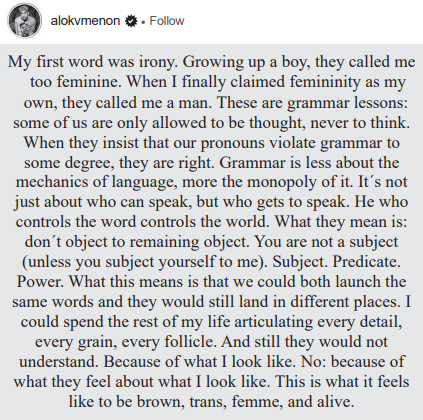 alokvmenon • Follow
My first word was irony. Growing up a boy, they called me
too feminine. When I finally claimed femininity as my
own, they called me a man. These are grammar lessons:
some of us are only allowed to be thought, never to think.
When they insist that our pronouns violate grammar to
some degree, they are right. Grammar is less about the
mechanics of language, more the monopoly of it. It´s not
just about who can speak, but who gets to speak. He who
controls the word controls the world. What they mean is:
don´t object to remaining object. You are not a subject
(unless you subject yourself to me). Subject. Predicate.
Power. What this means is that we could both launch the
same words and they would still land in different places. I
could spend the rest of my life articulating every detail,
every grain, every follicle. And still they would not
understand. Because of what I look like. No: because of
what they feel about what I look like. This is what it feels
like to be brown, trans, femme, and alive.